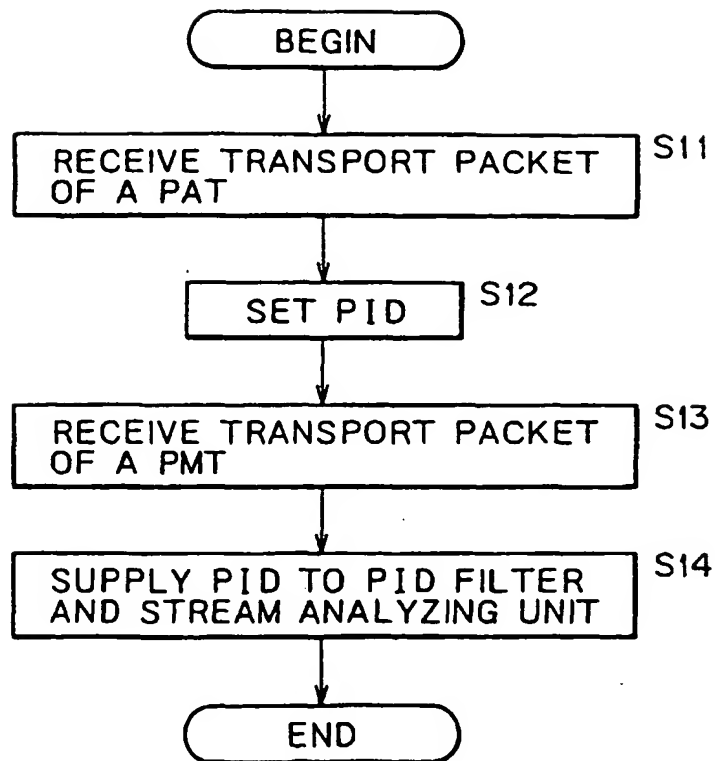 BEGIN
RECEIVE TRANSPORT PACKET
OF A PAT
S11
SET PID
S12
RECEIVE TRANSPORT PACKET
OF A PMT
S13
SUPPLY PID TO PID FILTER
AND STREAM ANALYZING UNIT
S14
END